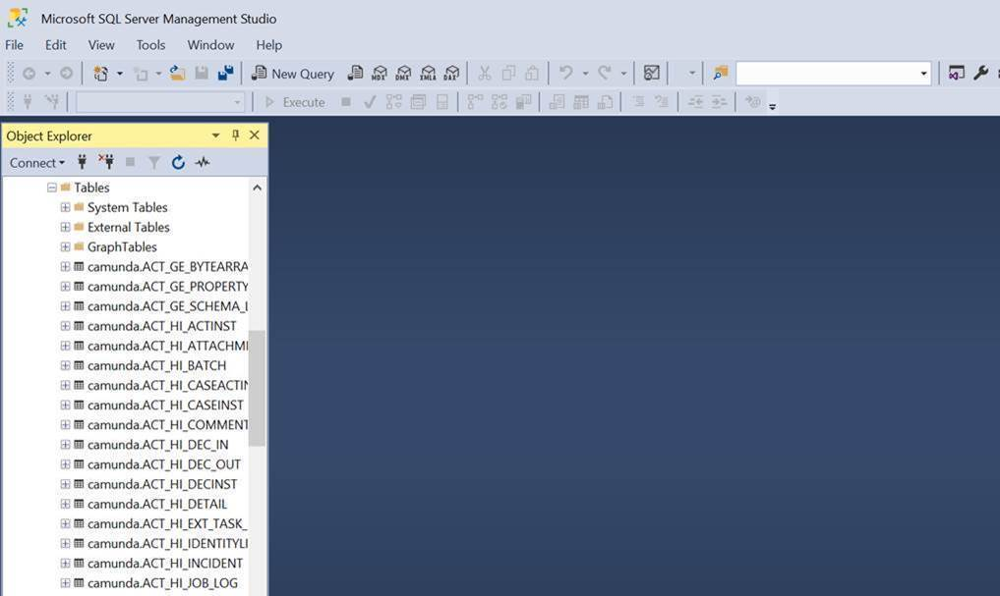 Microsoft SQL Server Management Studio
File Edit View Tools Window Help
New Query MDX DMX XMLA DAX
Execute
Object Explorer
Connect
Tables
System Tables
External Tables
GraphTables
camunda.ACT_GE_BYTEARRA
camunda.ACT_GE_PROPERTY
camunda.ACT_GE_SCHEMA_L
camunda.ACT_HI_ACTINST
camunda.ACT_HI_ATTACHMI
camunda.ACT_HI_BATCH
camunda.ACT_HI_CASEACTIN
camunda.ACT_HI_CASEINST
camunda.ACT_HI_COMMENT
camunda.ACT_HI_DEC_IN
camunda.ACT_HI_DEC_OUT
camunda.ACT_HI_DECINST
camunda.ACT_HI_DETAIL
camunda.ACT_HI_EXT_TASK_
camunda.ACT_HI_IDENTITYLI
camunda.ACT_HI_INCIDENT
camunda.ACT_HI_JOB_LOG